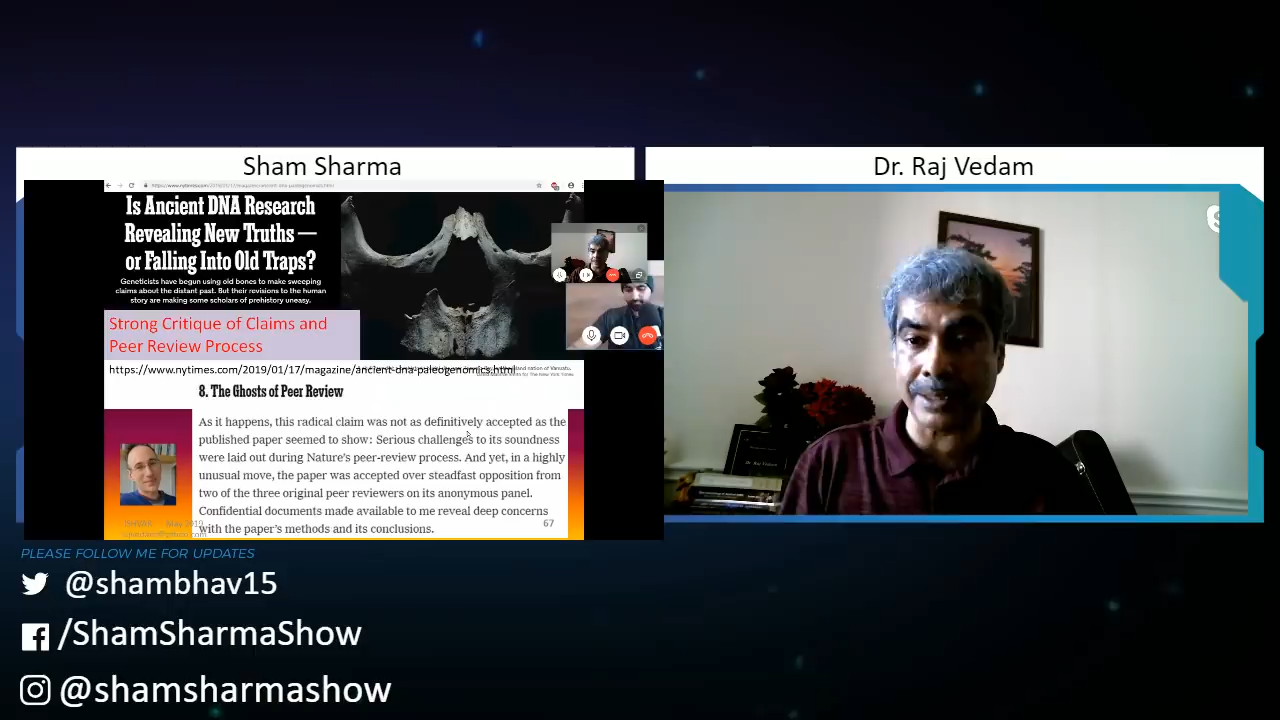 Sham Sharma
Dr. Raj Vedam
Is Ancient DNA Research
Revealing New Truths —
or Falling Into Old Traps?
Geneticists have begun using old bones to make sweeping
claims about the distant past. But their revisions to the human
story are making some scholars of prehistory uneasy.
Strong Critique of Claims and
Peer Review Process
https://www.nytimes.com/2019/01/17/magazine/ancient-dna-paleogenomics.html
8. The Ghosts of Peer Review
As it happens, this radical claim was not as definitively accepted as the
published paper seemed to show: Serious challenges to its soundness
were laid out during Nature's peer-review process. And yet, in a highly
unusual move, the paper was accepted over steadfast opposition from
two of the three original peer reviewers on its anonymous panel.
Confidential documents made available to me reveal deep concerns
with the paper's methods and its conclusions.
May 2019
67
Dr. Raj Vedam
PLEASE FOLLOW ME FOR UPDATES
@shambhav15
/ShamSharmaShow
@shamsharmashow